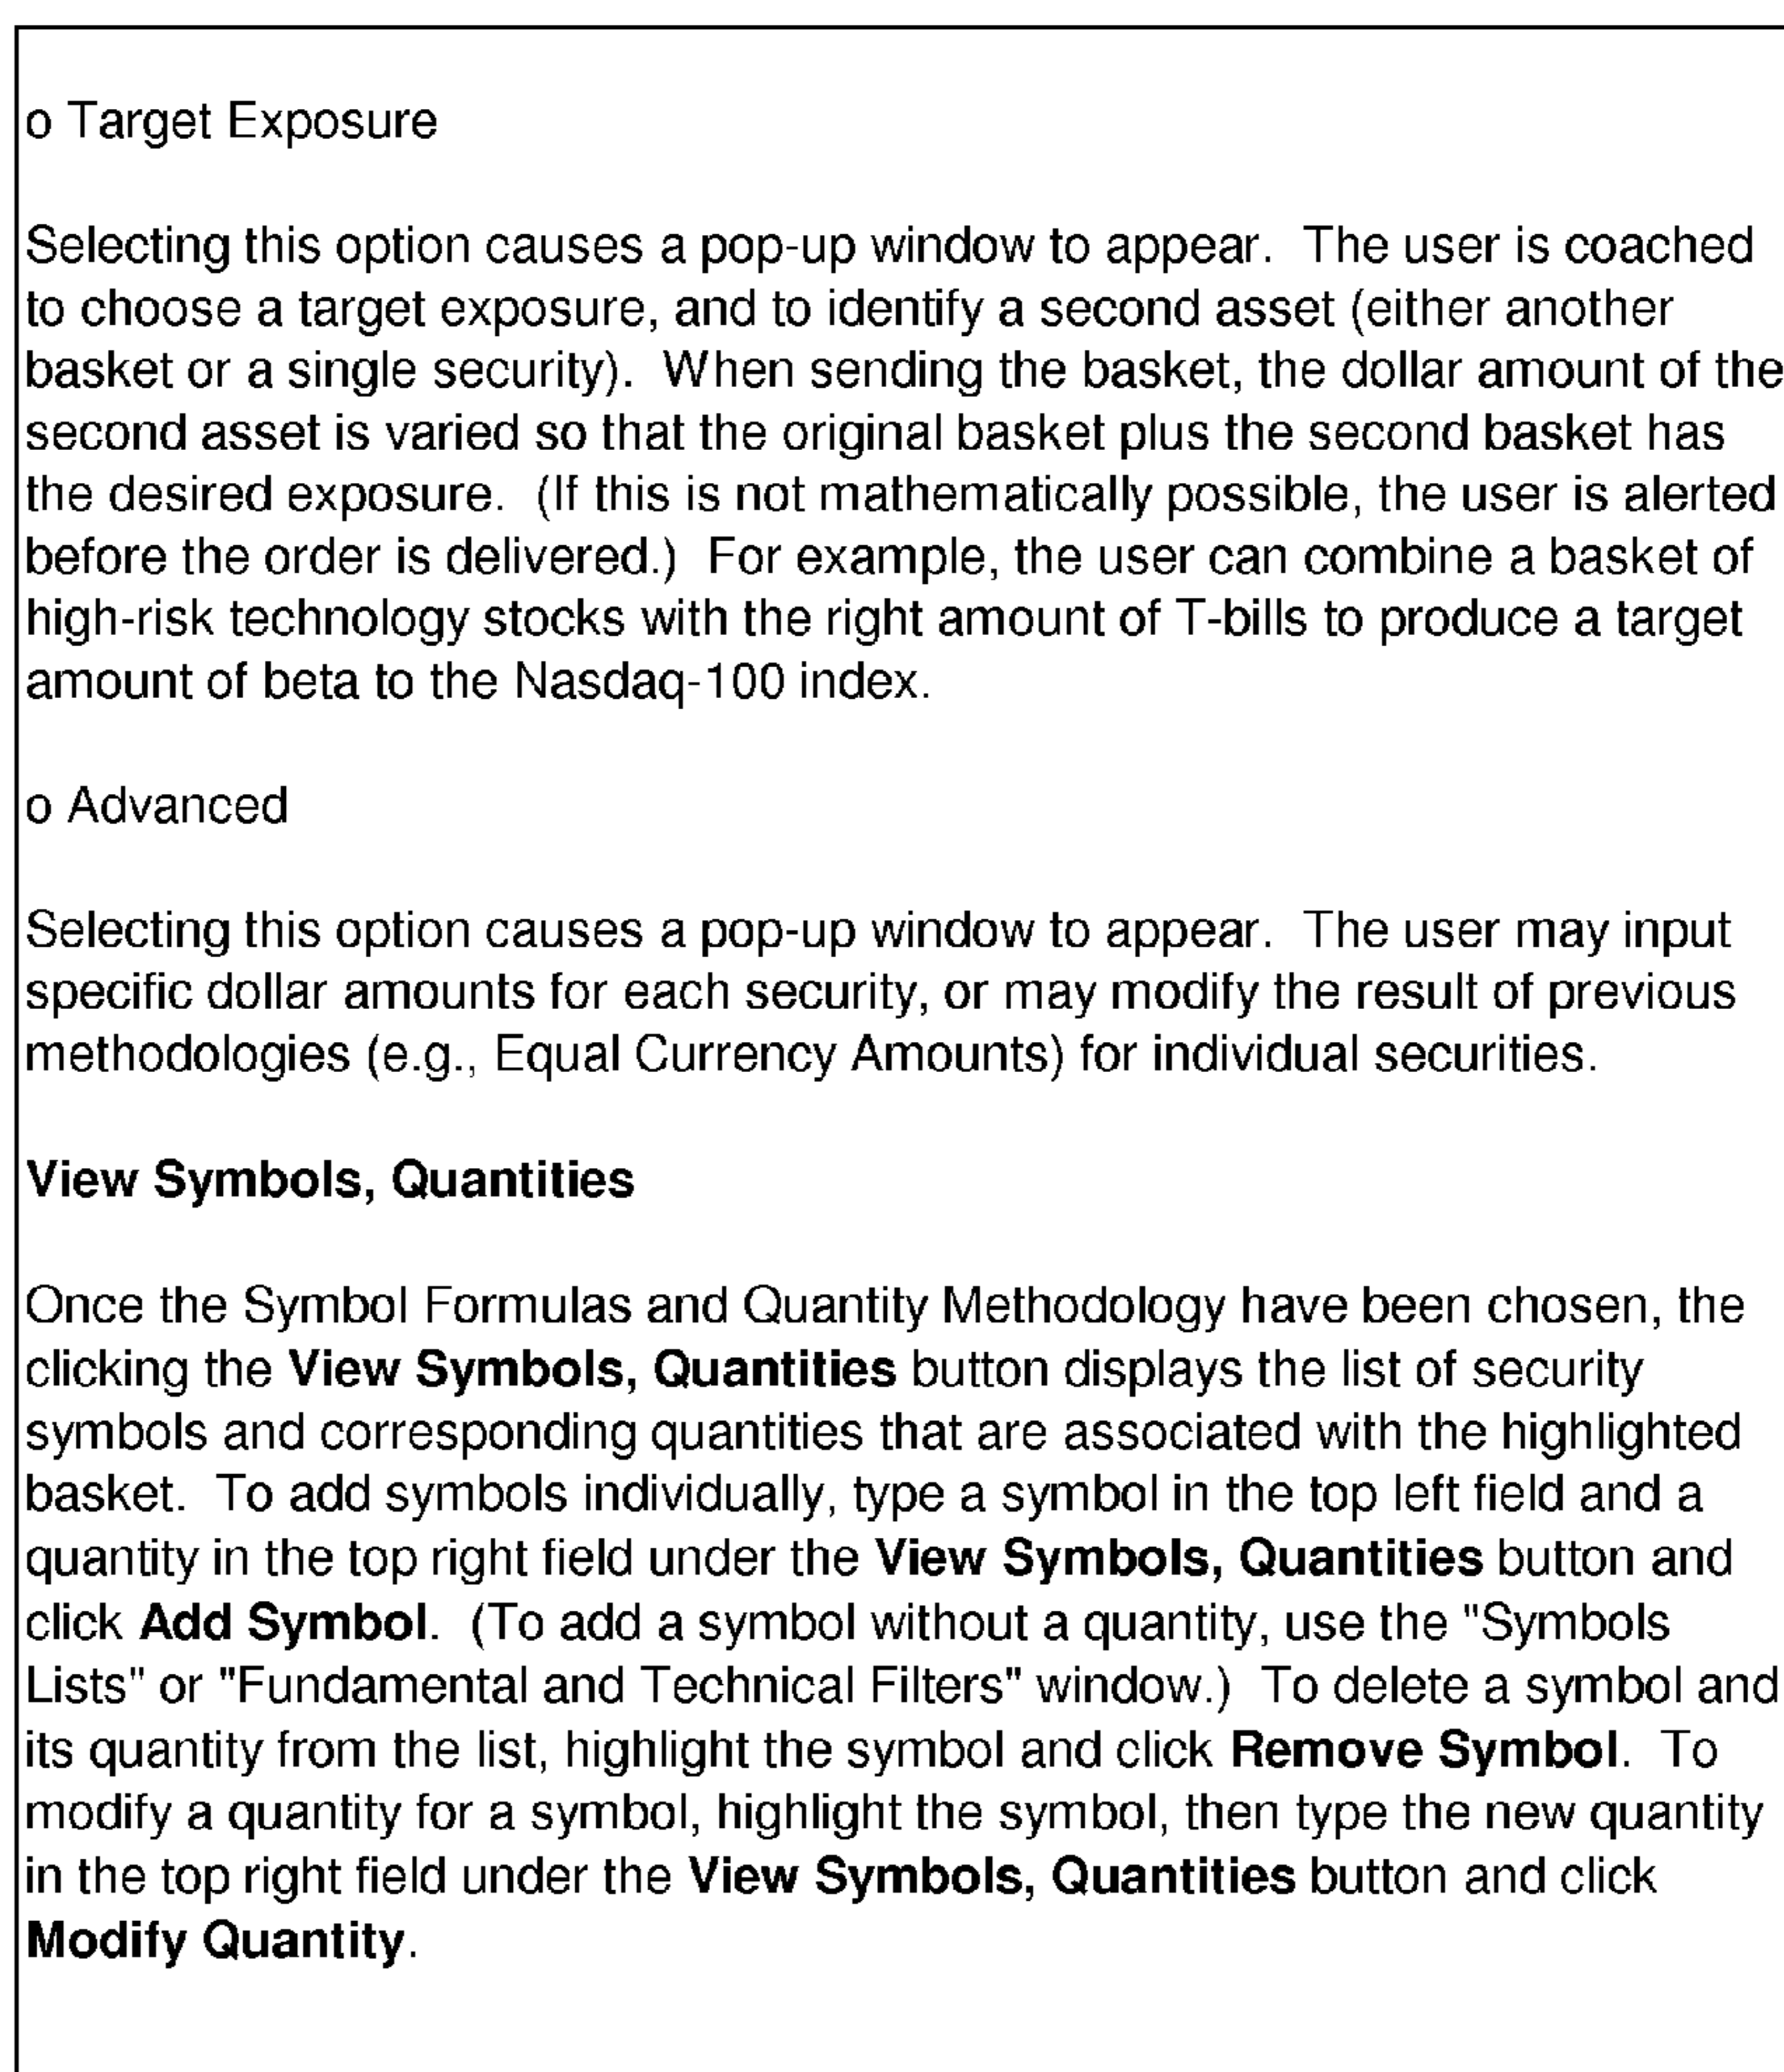 o Target Exposure
Selecting this option causes a pop-up window to appear.  The user is coached
to choose a target exposure, and to identify a second asset (either another
basket or a single security).  When sending the basket, the dollar amount of the
second asset is varied so that the original basket plus the second basket has
the desired exposure.  (If this is not mathematically possible, the user is alerted
before the order is delivered.)  For example, the user can combine a basket of
high-risk technology stocks with the right amount of T-bills to produce a target
amount of beta to the Nasdaq-100 index.
o Advanced
Selecting this option causes a pop-up window to appear.  The user may input
specific dollar amounts for each security, or may modify the result of previous
methodologies (e.g., Equal Currency Amounts) for individual securities.
View Symbols, Quantities
Once the Symbol Formulas and Quantity Methodology have been chosen, the
clicking the View Symbols, Quantities button displays the list of security
symbols and corresponding quantities that are associated with the highlighted
basket.  To add symbols individually, type a symbol in the top left field and a
quantity in the top right field under the View Symbols, Quantities button and
click Add Symbol.  (To add a symbol without a quantity, use the "Symbols
Lists" or "Fundamental and Technical Filters" window.)  To delete a symbol and
its quantity from the list, highlight the symbol and click Remove Symbol.  To
modify a quantity for a symbol, highlight the symbol, then type the new quantity
in the top right field under the View Symbols, Quantities button and click
Modify Quantity.